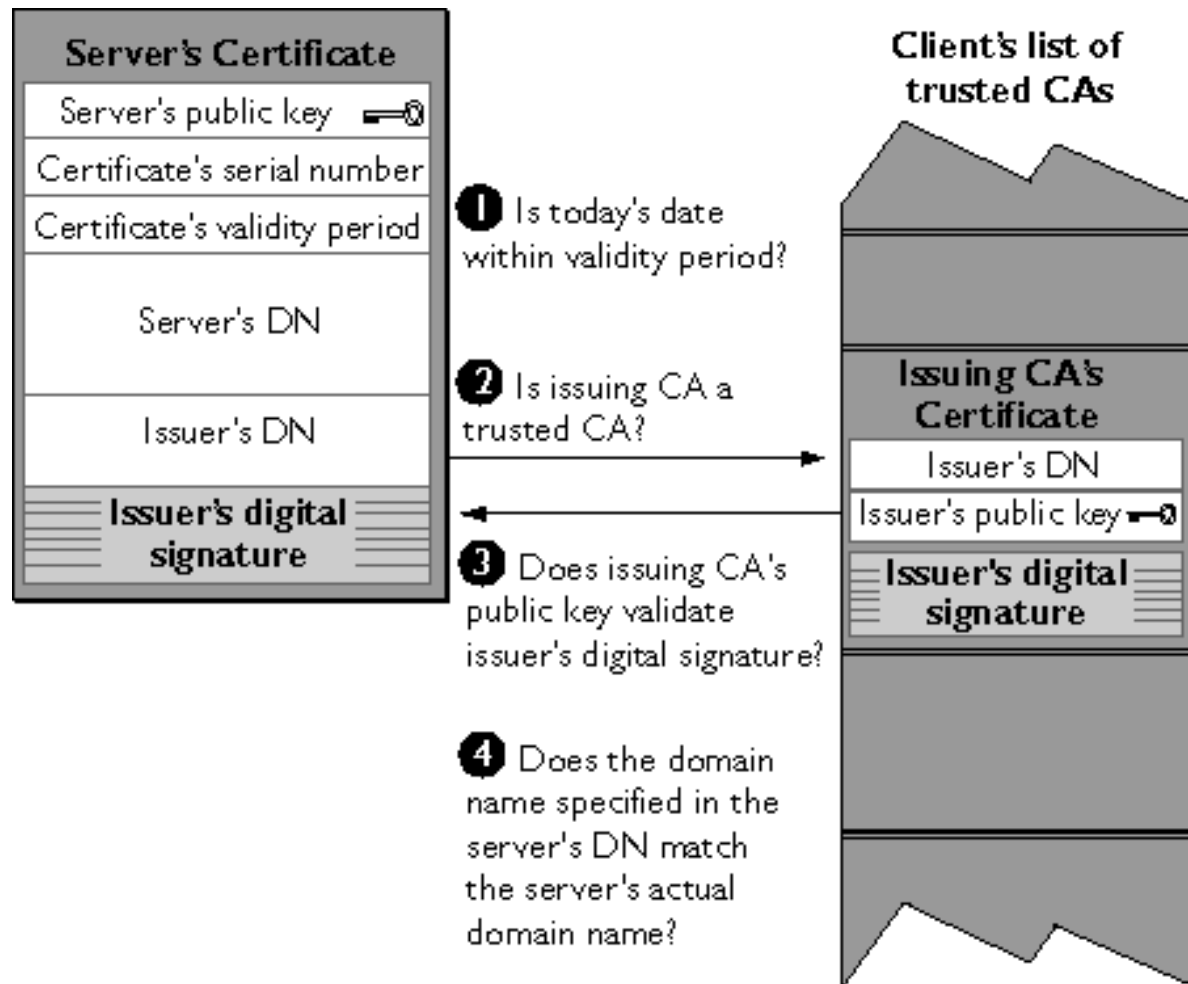 Server's Certificate
Server's public key
Certificate's serial number
Certificate's validity period
Server's DN
Issuer's DN
Issuer's digital
signature
1 Is today's date
within validity period?
2 Is issuing CA a
trusted CA?
3 Does issuing CA's
public key validate
issuer's digital signature?
4 Does the domain
name specified in the
server's DN match
the server's actual
domain name?
Client's list of
trusted CAs
Issuing CA's
Certificate
Issuer's DN
Issuer's public key
Issuer's digital
signature